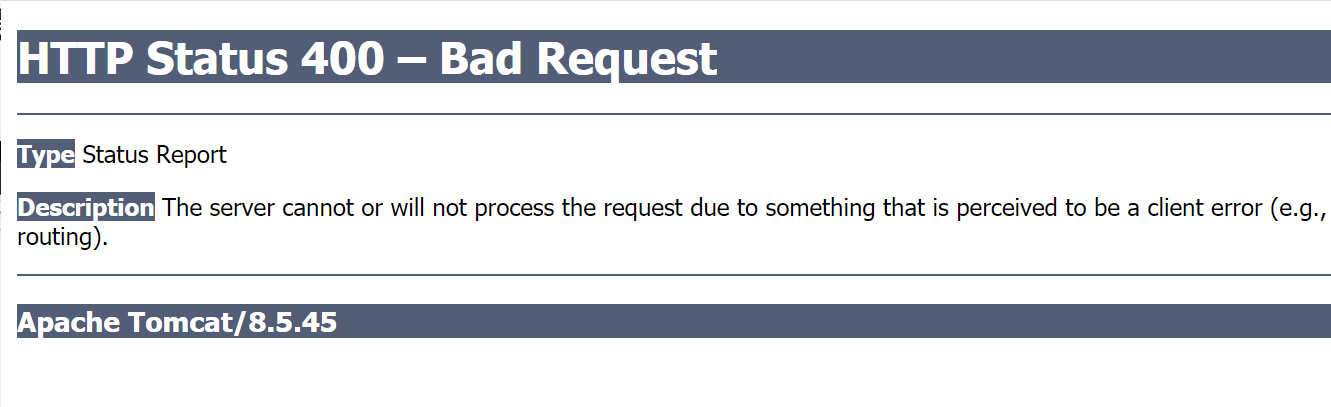 HTTP Status 400 – Bad Request
Type Status Report
Description The server cannot or will not process the request due to something that is perceived to be a client error (e.g.,
routing).
Apache Tomcat/8.5.45